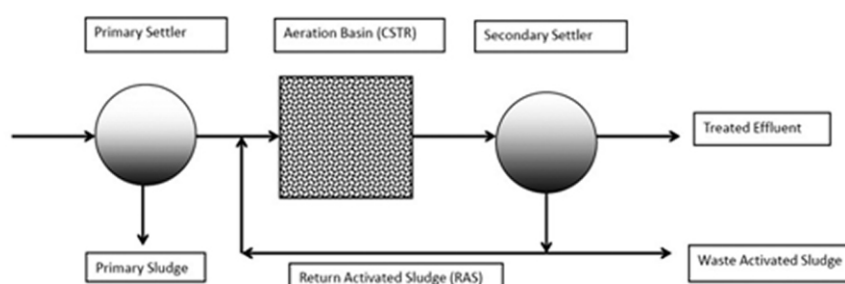 Primary Settler
Aeration Basin (CSTR)
Secondary Settler
Treated Effluent
Primary Sludge
Return Activated Sludge (RAS)
Waste Activated Sludge